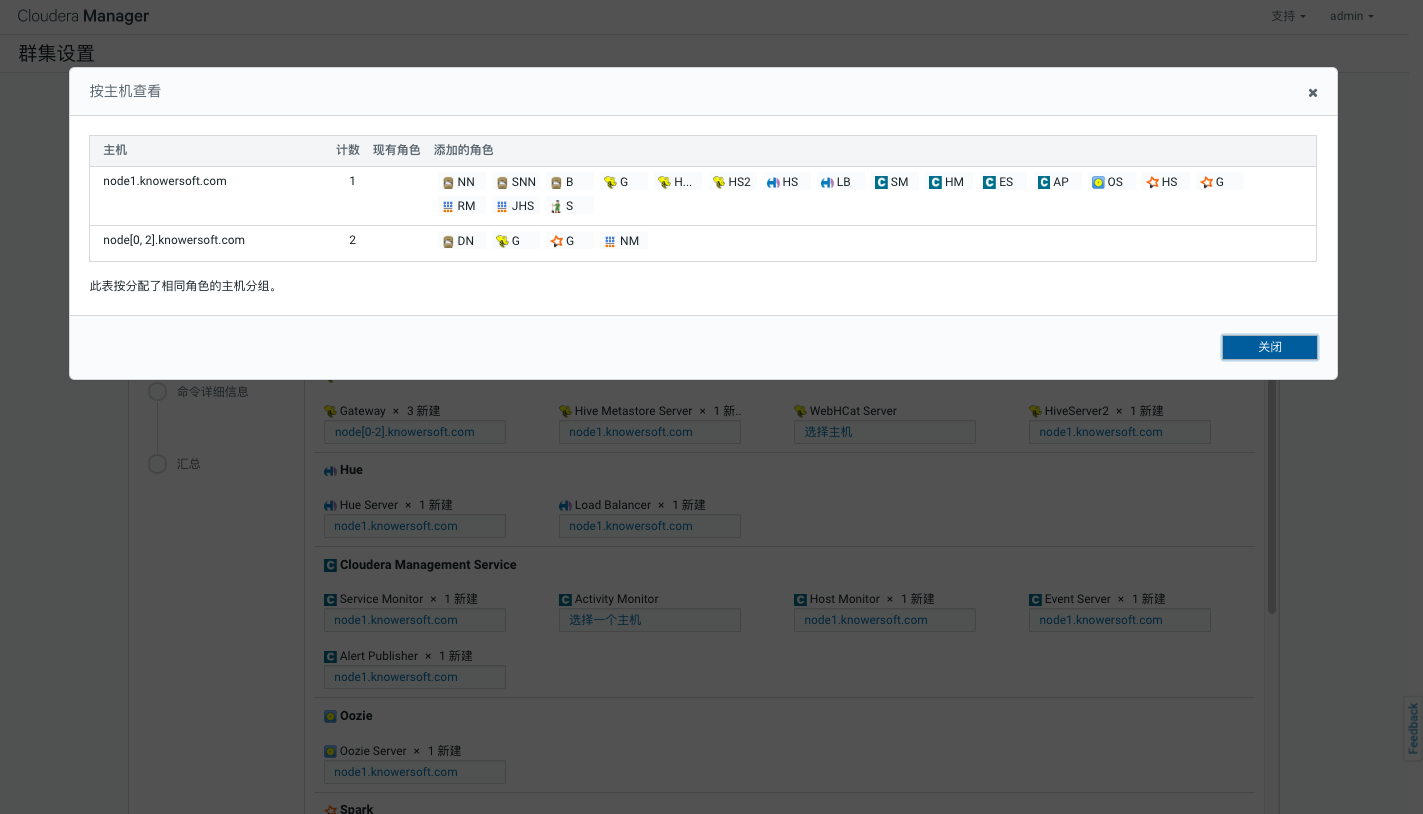 Cloudera Manager 支持 admin
群集设置
按主机查看 ×
主机 计数 现有角色 添加的角色
node1.knowersoft.com 1 NN SNN B G H... HS2 HS LB SM HM ES AP OS HS G
RM JHS S
node[0, 2].knowersoft.com 2 DN G G NM
此表按分配了相同角色的主机分组。
关闭
命令详细信息
汇总
Gateway × 3 新建 Hive Metastore Server × 1 新.. WebHCat Server HiveServer2 × 1 新建
node[0-2].knowersoft.com node1.knowersoft.com 选择主机 node1.knowersoft.com
Hue
Hue Server × 1 新建 Load Balancer × 1 新建
node1.knowersoft.com node1.knowersoft.com
Cloudera Management Service
Service Monitor × 1 新建 Activity Monitor Host Monitor × 1 新建 Event Server × 1 新建
node1.knowersoft.com 选择一个主机 node1.knowersoft.com node1.knowersoft.com
Alert Publisher × 1 新建
node1.knowersoft.com
Oozie
Oozie Server × 1 新建
node1.knowersoft.com
Spark
Feedback